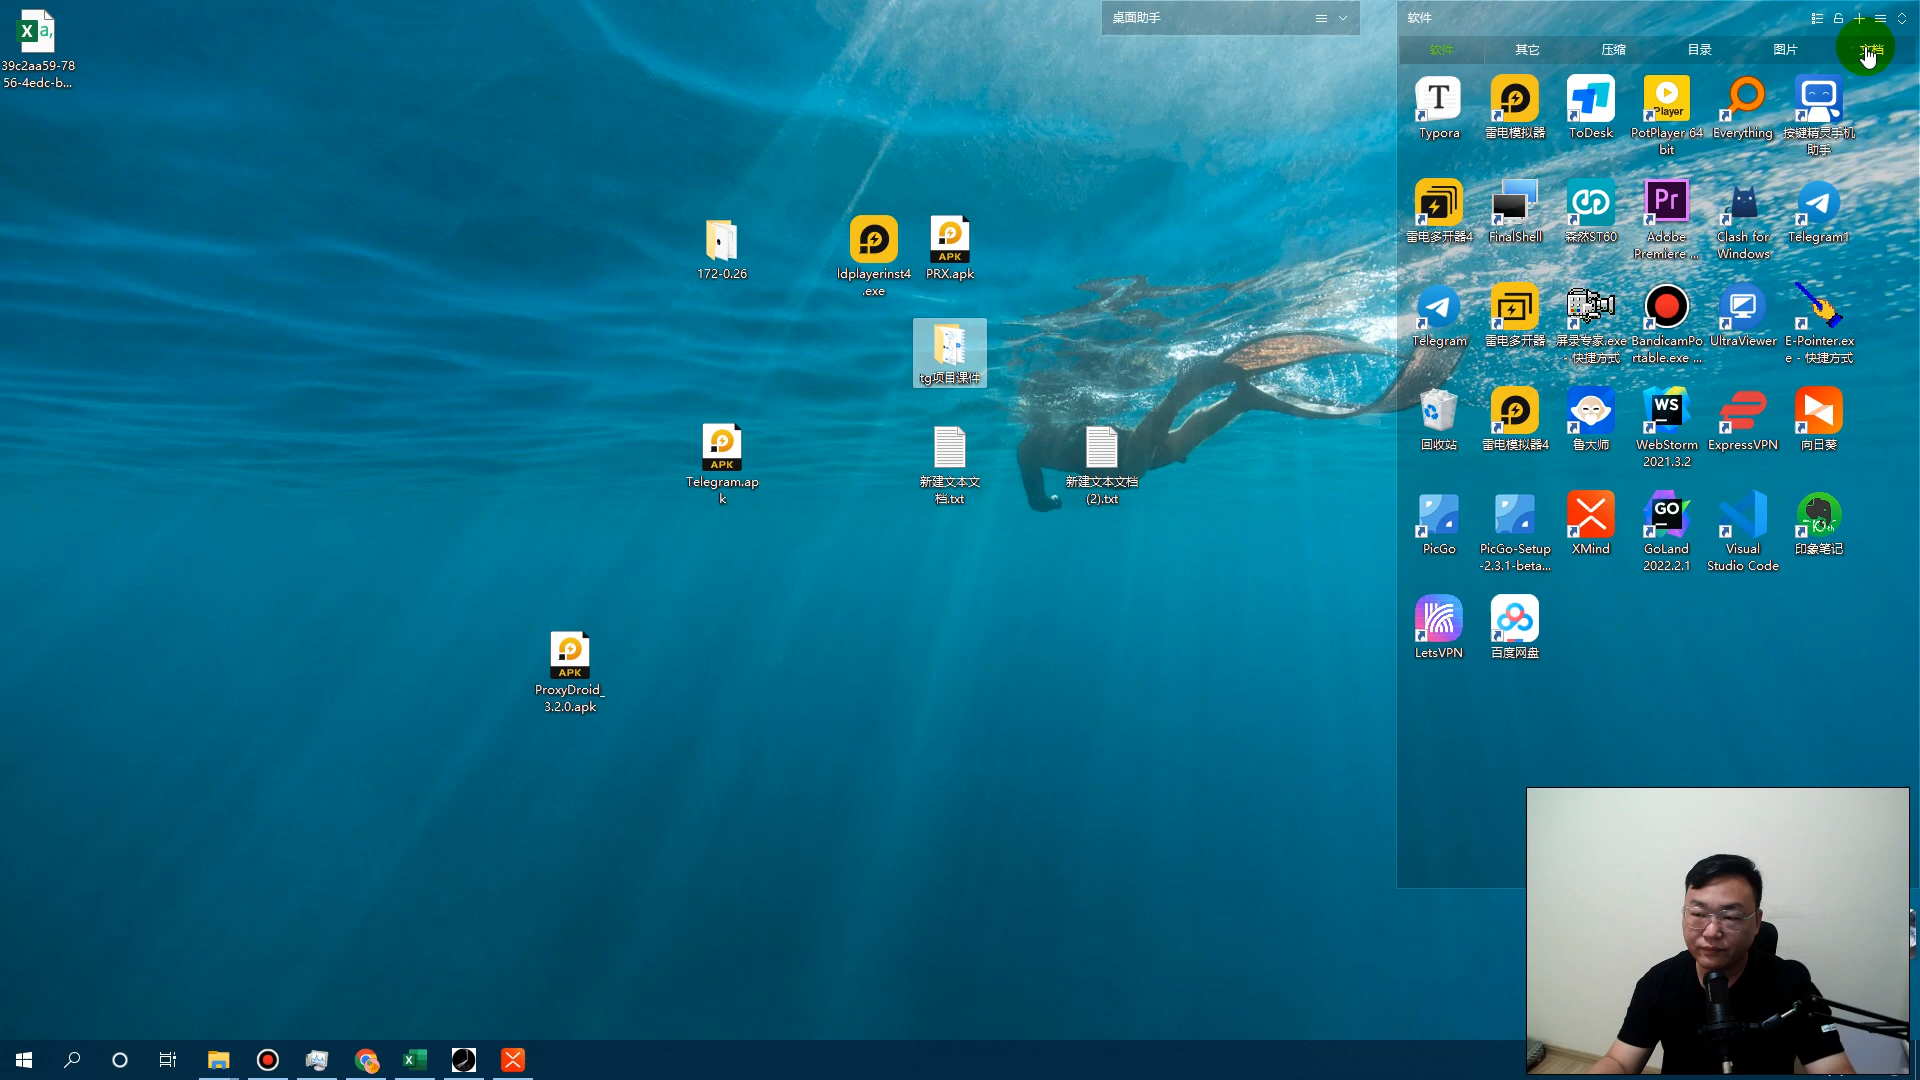 39c2aa59-78
56-4edc-b...
桌面助手
软件
软件
其它
压缩
目录
图片
文档
Typora
雷电模拟器
ToDesk
PotPlayer 64
bit
Everything
按键精灵手机
助手
雷电多开器4
FinalShell
森然ST60
Adobe
Premiere ...
Clash for
Windows
Telegram1
Telegram
雷电多开器
屏录专家.exe
- 快捷方式
BandicamPo
rtable.exe ...
UltraViewer
E-Pointer.ex
e - 快捷方式
回收站
雷电模拟器4
鲁大师
WebStorm
2021.3.2
ExpressVPN
向日葵
PicGo
PicGo-Setup
-2.3.1-beta...
XMind
GoLand
2022.2.1
Visual
Studio Code
印象笔记
LetsVPN
百度网盘
172-0.26
ldplayerinst4
.exe
APK
PRX.apk
tg项目课件
APK
Telegram.ap
k
新建文本文
档.txt
新建文本文档
(2).txt
APK
ProxyDroid_
3.2.0.apk